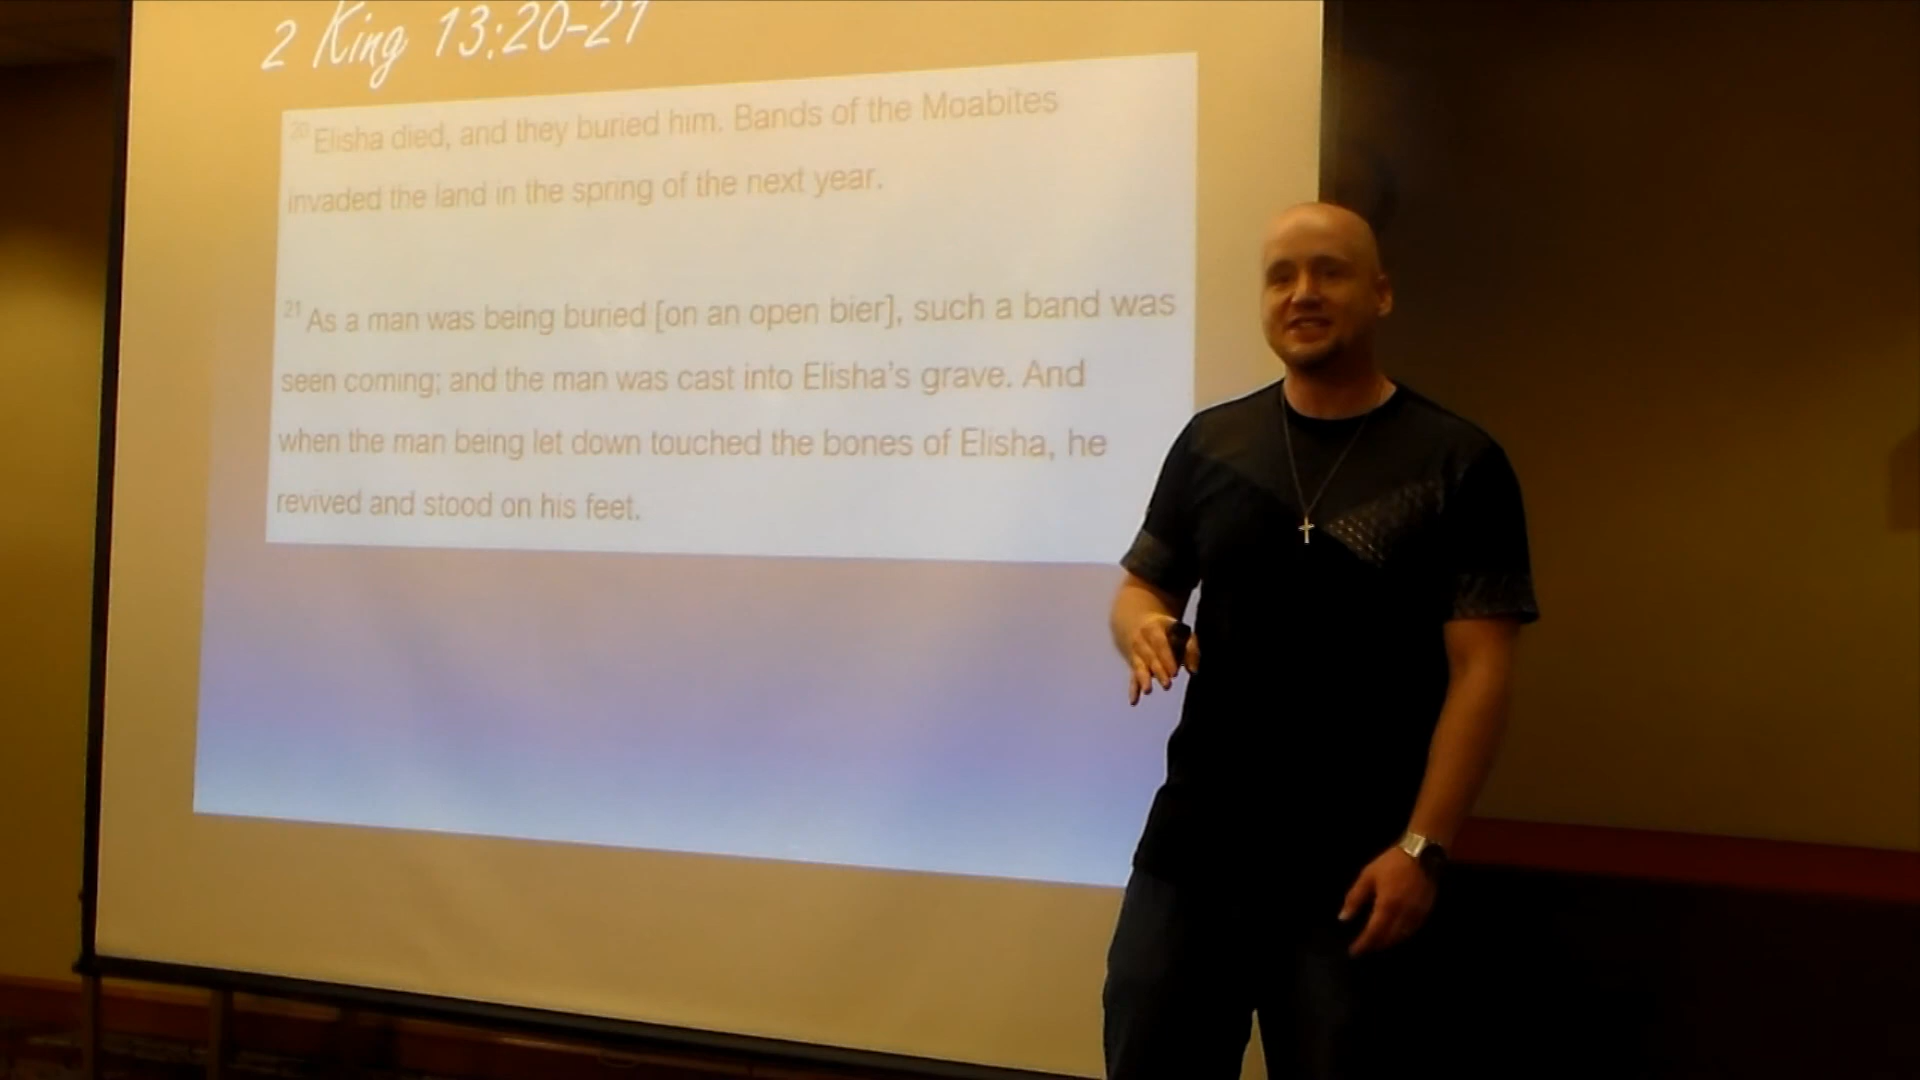 2 King 13:20-21
20 Elisha died, and they buried him. Bands of the Moabites
invaded the land in the spring of the next year.
21 As a man was being buried [on an open bier], such a band was
seen coming; and the man was cast into Elisha's grave. And
when the man being let down touched the bones of Elisha, he
revived and stood on his feet.